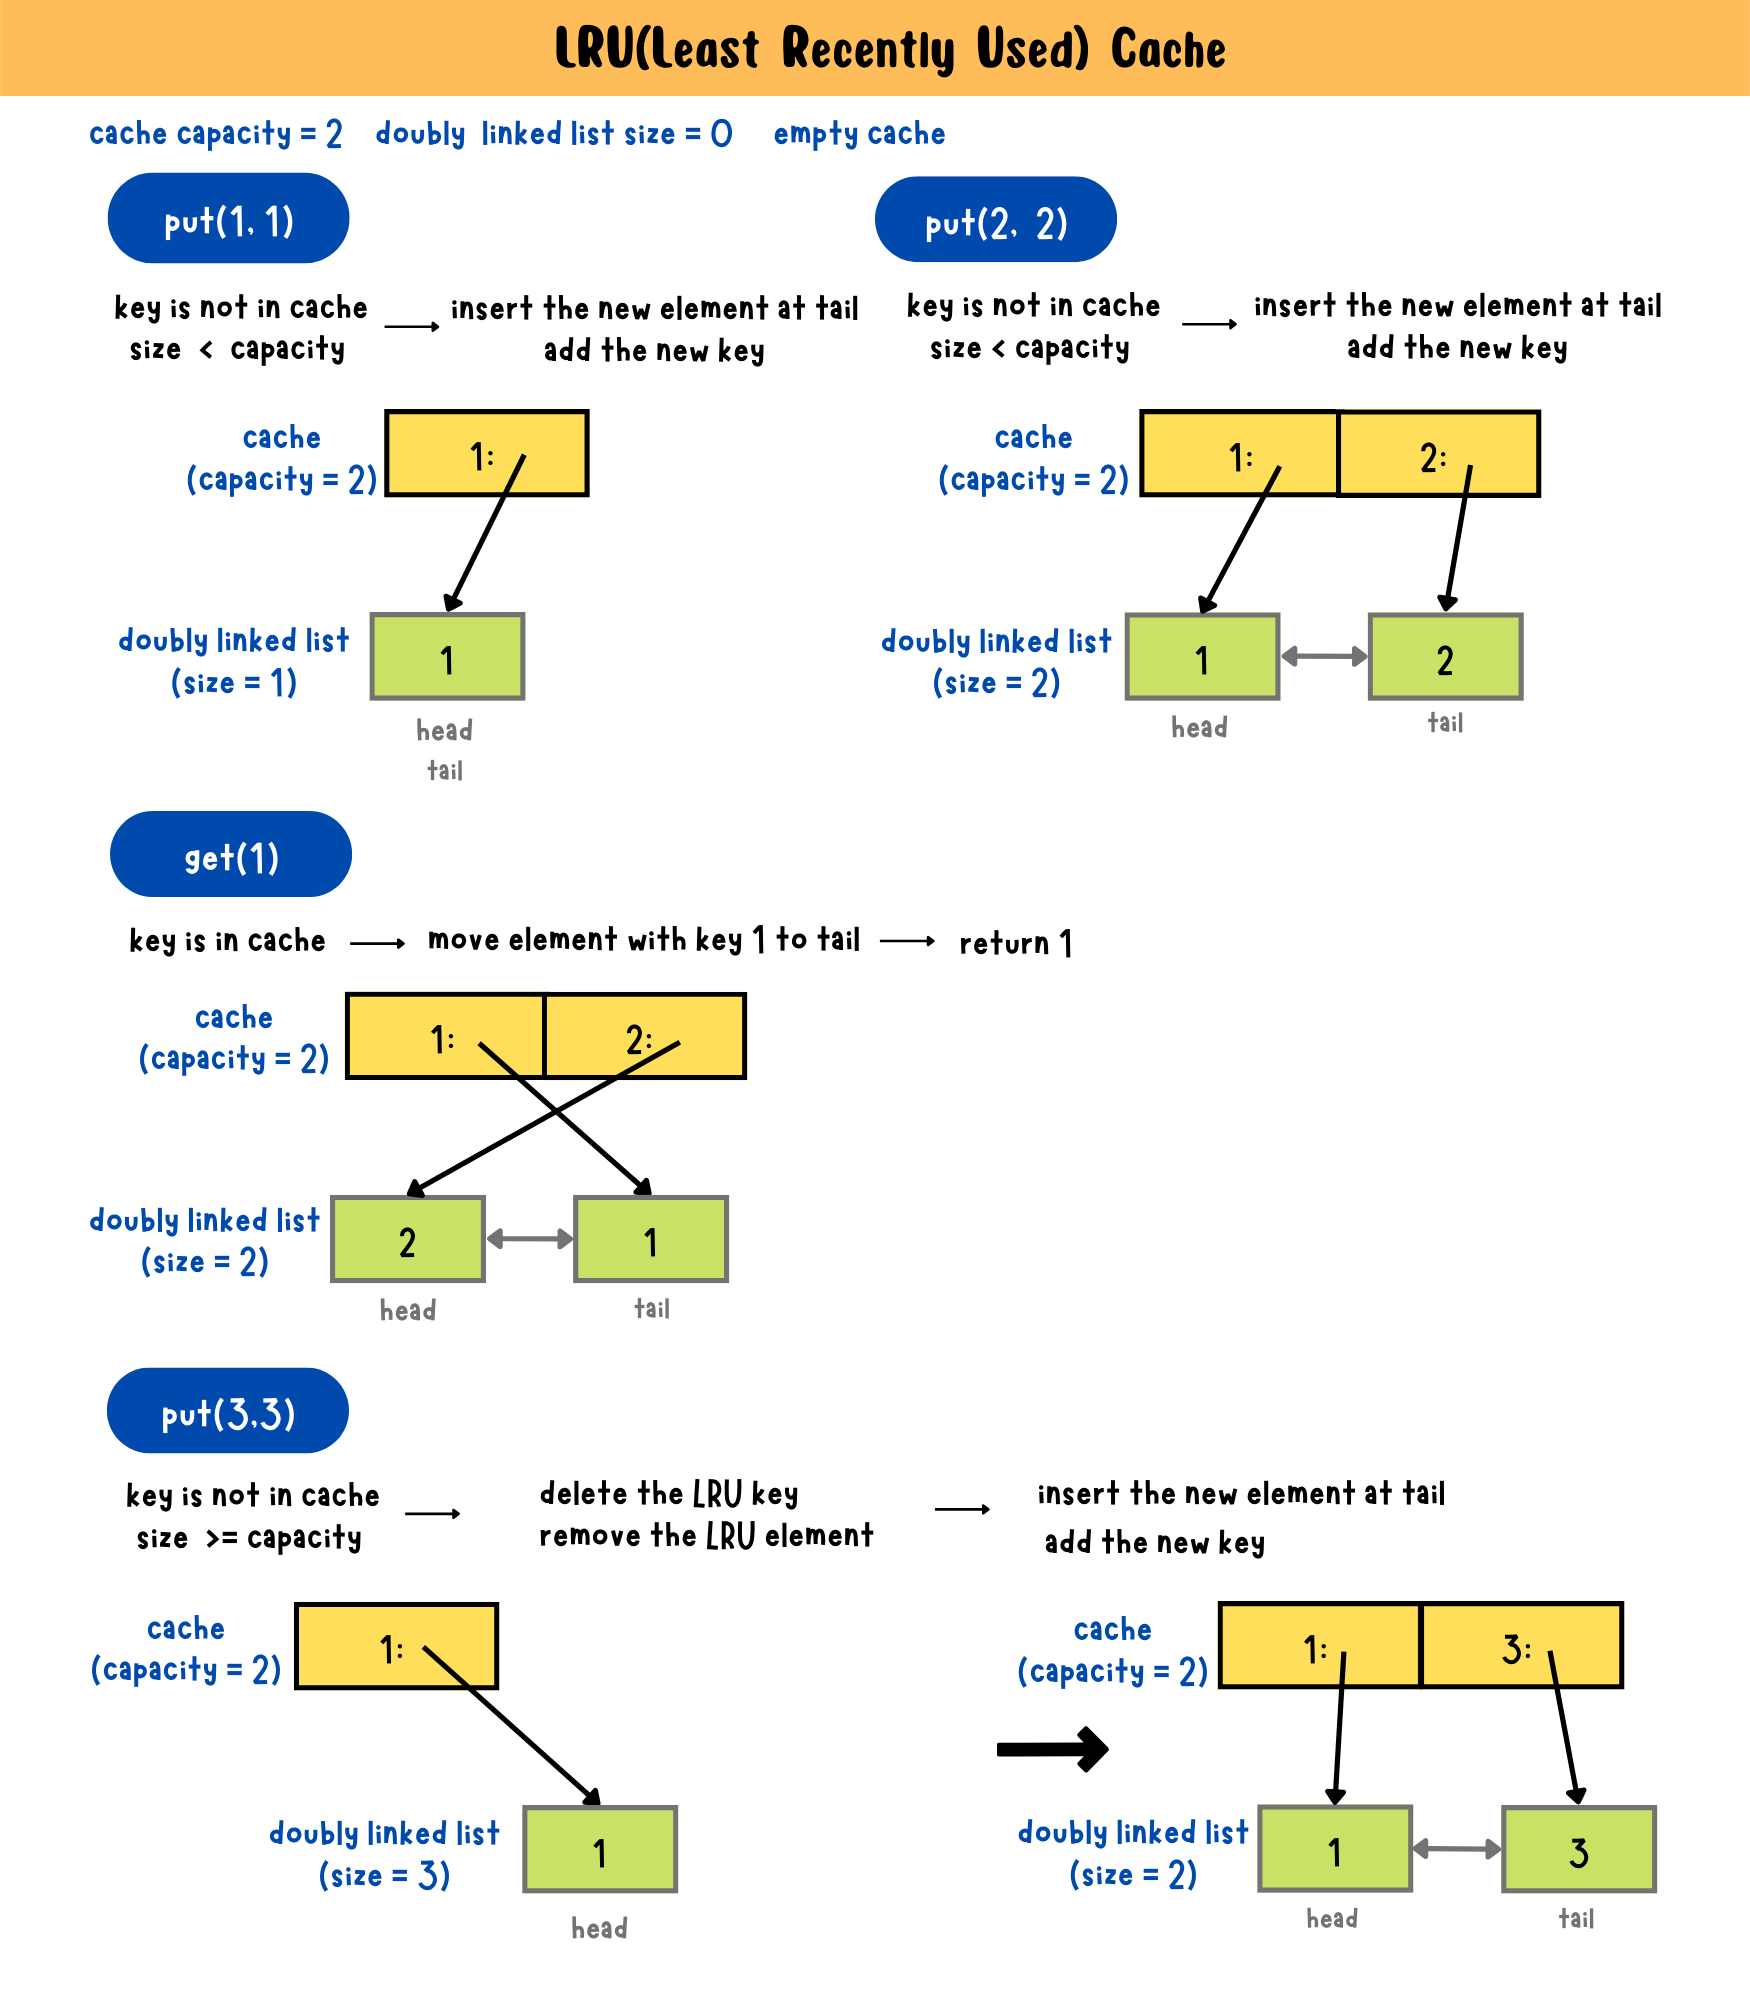 LRU(Least Recently Used) Cache
cache capacity = 2 doubly linked list size = 0 empty cache
put(1, 1)
key is not in cache
size < capacity
insert the new element at tail
add the new key
cache
(capacity = 2)
1:
doubly linked list
(size = 1)
1
head
tail
put(2, 2)
key is not in cache
size < capacity
insert the new element at tail
add the new key
cache
(capacity = 2)
1: 2:
doubly linked list
(size = 2)
1 2
head tail
get(1)
key is in cache move element with key 1 to tail return 1
cache
(capacity = 2)
1: 2:
doubly linked list
(size = 2)
2 1
head tail
put(3,3)
key is not in cache
size >= capacity
delete the LRU key
remove the LRU element
insert the new element at tail
add the new key
cache
(capacity = 2)
1:
doubly linked list
(size = 3)
1
head
cache
(capacity = 2)
1: 3:
doubly linked list
(size = 2)
1 3
head tail